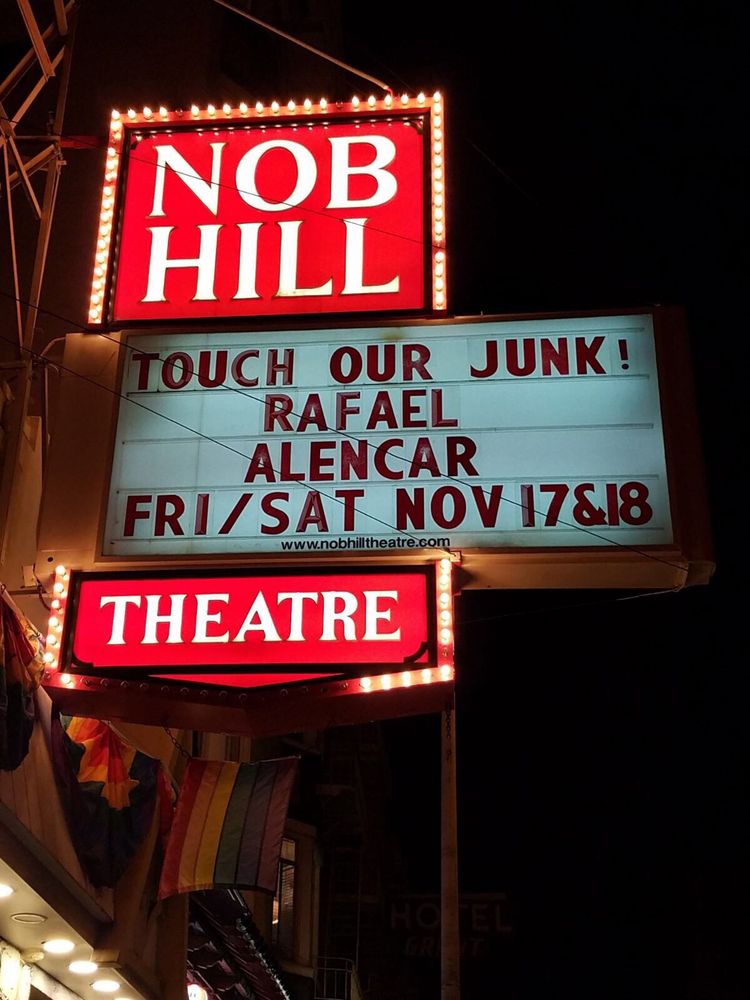 NOB
HILL
TOUCH OUR JUNK!
RAFAEL
ALENCAR
FRI/SAT NOV 17&18
www.nobhilltheatre.com
THEATRE
HOTEL